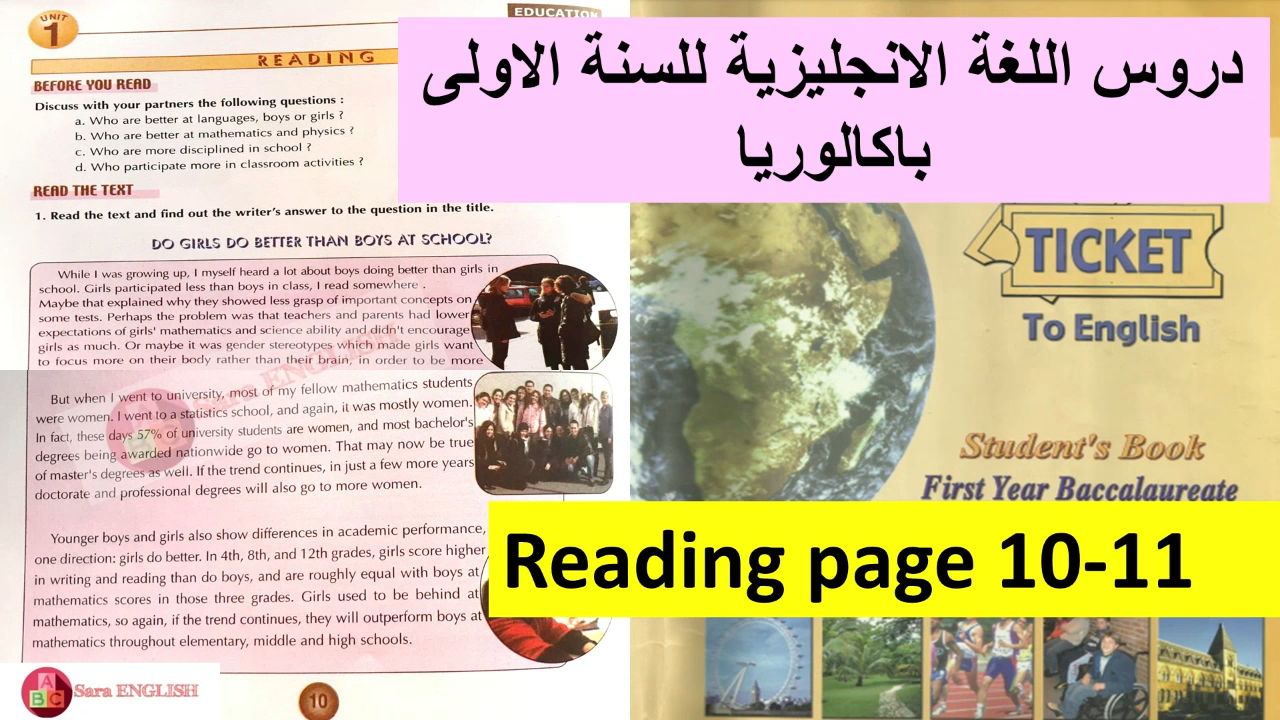 UNIT
1
EDUCATION
READING
BEFORE YOU READ
Discuss with your partners the following questions :
a. Who are better at languages, boys or girls ?
b. Who are better at mathematics and physics ?
c. Who are more disciplined in school ?
d. Who participate more in classroom activities ?
READ THE TEXT
1. Read the text and find out the writer's answer to the question in the title.
DO GIRLS DO BETTER THAN BOYS AT SCHOOL?
While I was growing up, I myself heard a lot about boys doing better than girls in
school. Girls participated less than boys in class, I read somewhere .
Maybe that explained why they showed less grasp of important concepts on
some tests. Perhaps the problem was that teachers and parents had lower
expectations of girls' mathematics and science ability and didn't encourage
girls as much. Or maybe it was gender stereotypes which made girls want
to focus more on their body rather than their brain, in order to be more
But when I went to university, most of my fellow mathematics students
were women. I went to a statistics school, and again, it was mostly women.
In fact, these days 57% of university students are women, and most bachelor's
degrees being awarded nationwide go to women. That may now be true
of master's degrees as well. If the trend continues, in just a few more years
doctorate and professional degrees will also go to more women.
Younger boys and girls also show differences in academic performance,
one direction: girls do better. In 4th, 8th, and 12th grades, girls score higher
in writing and reading than do boys, and are roughly equal with boys at
mathematics scores in those three grades. Girls used to be behind at
mathematics, so again, if the trend continues, they will outperform boys at
mathematics throughout elementary, middle and high schools.
Sara ENGLISH
A
B C
Sara ENGLISH
10
دروس اللغة الانجليزية للسنة الاولى
باكالوريا
TICKET
To English
Student's Book
First Year Baccalaureate
Reading page 10-11